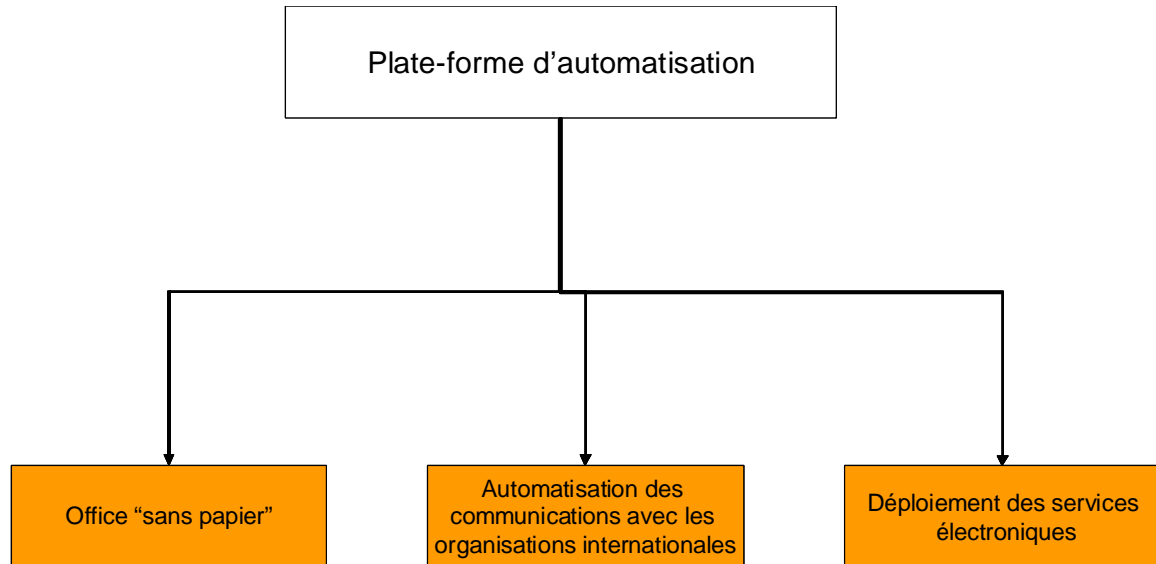 Plate-forme d’automatisation
Office “sans papier”
Automatisation des
communications avec les
organisations internationales
Déploiement des services
électroniques